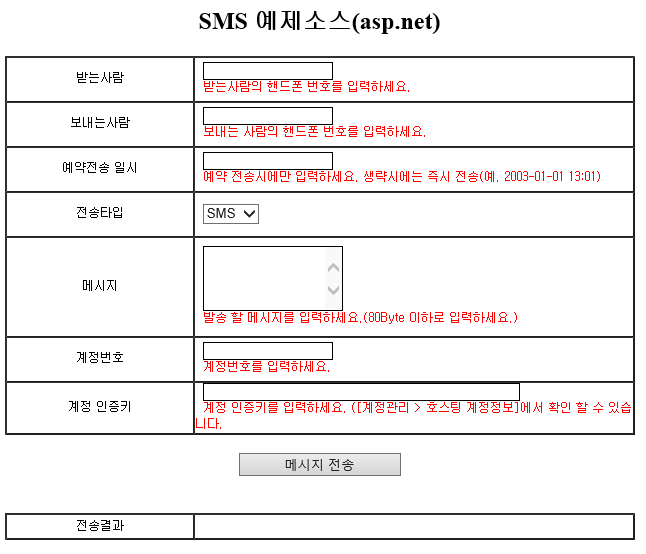 SMS 예제소스(asp.net)
받는사람
받는사람의 핸드폰 번호를 입력하세요.
보내는사람
보내는 사람의 핸드폰 번호를 입력하세요.
예약전송 일시
예약 전송시에만 입력하세요. 생략시에는 즉시 전송(예. 2003-01-01 13:01)
전송타입
SMS
메시지
발송 할 메시지를 입력하세요.(80Byte 이하로 입력하세요.)
계정번호
계정번호를 입력하세요.
계정 인증키
계정 인증키를 입력하세요. ([계정관리 > 호스팅 계정정보]에서 확인 할 수 있습
니다.
메시지 전송
전송결과